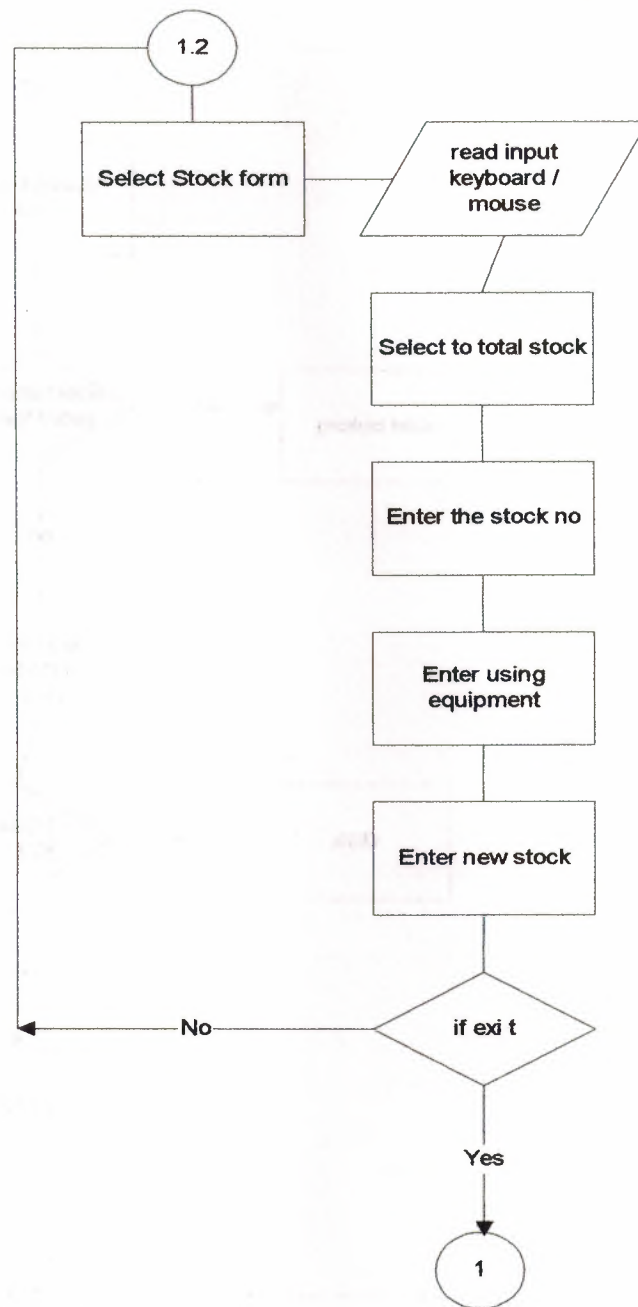 1.2
Select Stock form
read input
keyboard /
mouse
Select to total stock
Enter the stock no
Enter using
equipment
Enter new stock
if exi t
No
Yes
1